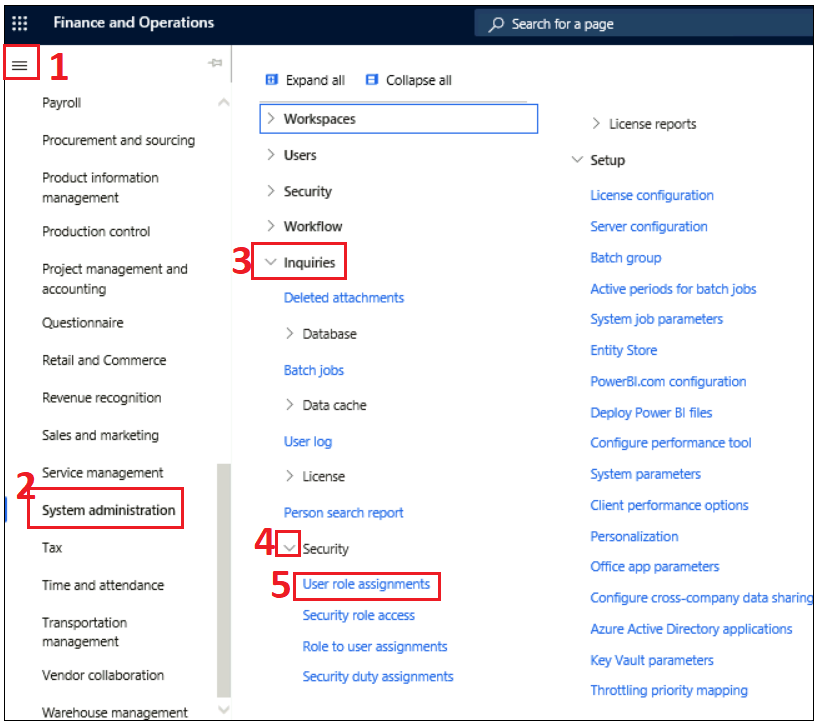 Finance and Operations
Search for a page
1
Payroll
Procurement and sourcing
Product information
management
Production control
Project management and
accounting
Questionnaire
Retail and Commerce
Revenue recognition
Sales and marketing
Service management
2
System administration
Tax
Time and attendance
Transportation
management
Vendor collaboration
Warehouse management
Expand all
Collapse all
Workspaces
Users
Security
Workflow
3
Inquiries
Deleted attachments
Database
Batch jobs
Data cache
User log
License
Person search report
4
Security
5
User role assignments
Security role access
Role to user assignments
Security duty assignments
License reports
Setup
License configuration
Server configuration
Batch group
Active periods for batch jobs
System job parameters
Entity Store
PowerBI.com configuration
Deploy Power BI files
Configure performance tool
System parameters
Client performance options
Personalization
Office app parameters
Configure cross-company data sharing
Azure Active Directory applications
Key Vault parameters
Throttling priority mapping